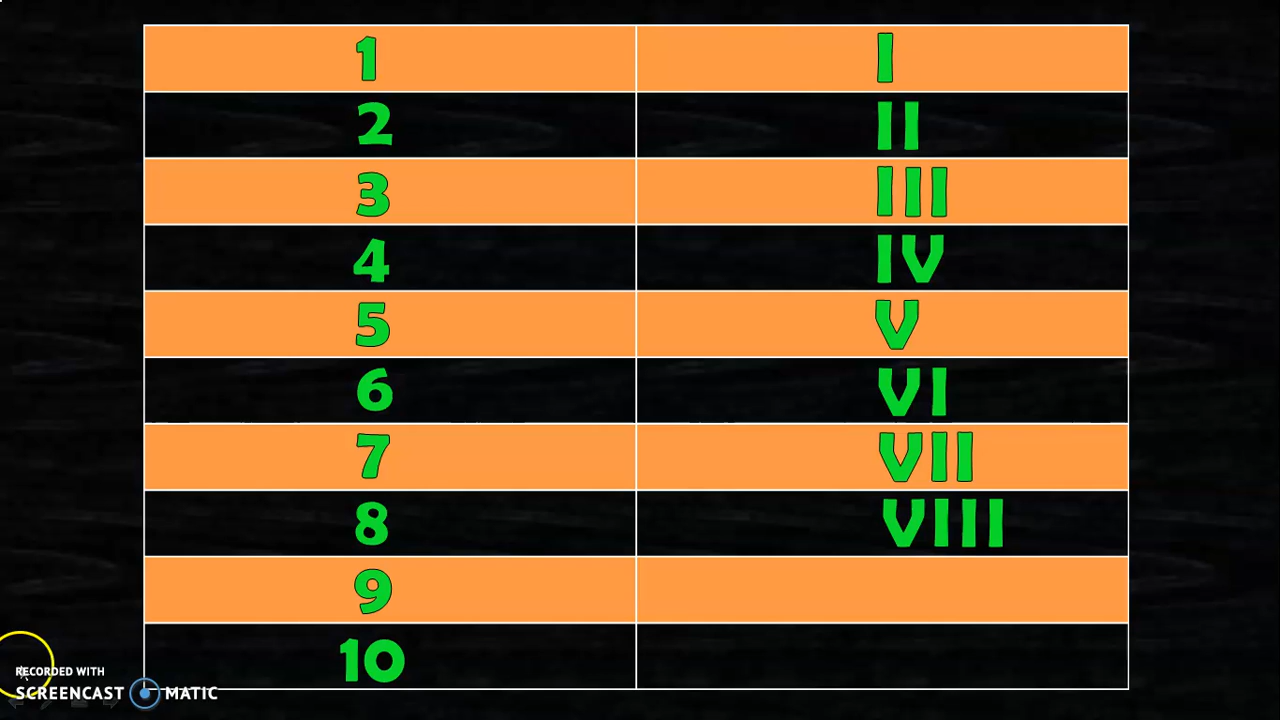 1 I
2 II
3 III
4 IV
5 V
6 VI
7 VII
8 VIII
9
10
RECORDED WITH
SCREENCAST MATIC